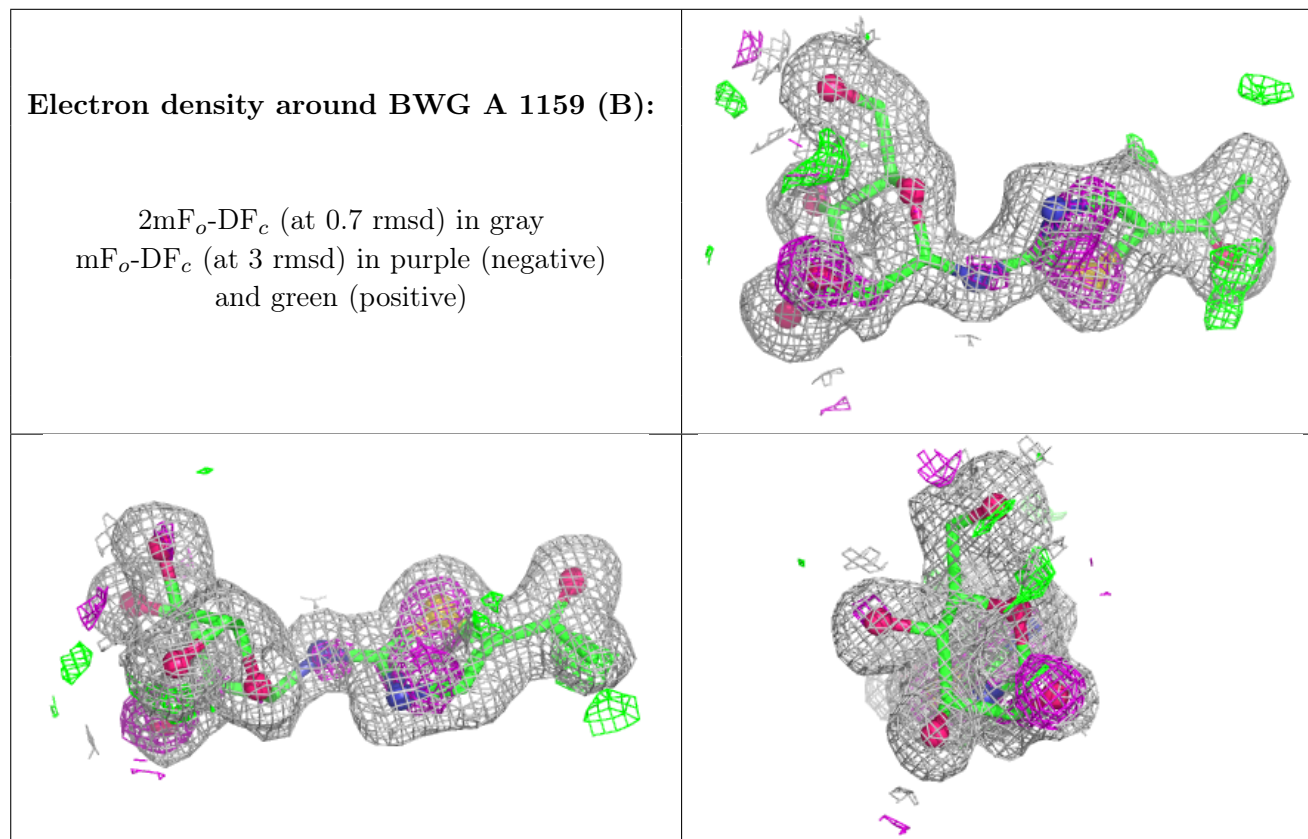 Electron density around BWG A 1159 (B):
2mFₒ-DF𝒸 (at 0.7 rmsd) in gray
mFₒ-DF𝒸 (at 3 rmsd) in purple (negative)
and green (positive)